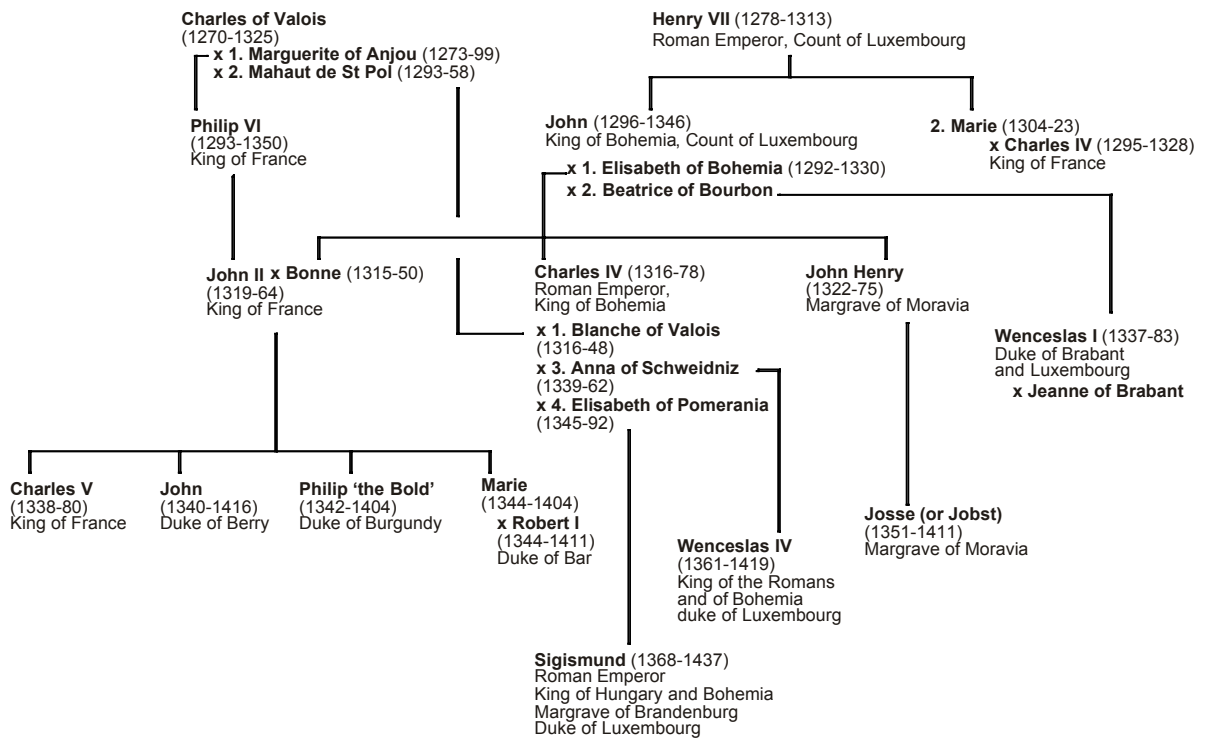 Charles of Valois
(1270-1325)
x 1. Marguerite of Anjou (1273-99)
x 2. Mahaut de St Pol (1293-58)
Henry VII (1278-1313)
Roman Emperor, Count of Luxembourg
Philip VI
(1293-1350)
King of France
John (1296-1346)
King of Bohemia, Count of Luxembourg
x 1. Elisabeth of Bohemia (1292-1330)
x 2. Beatrice of Bourbon
2. Marie (1304-23)
x Charles IV (1295-1328)
King of France
John II x Bonne (1315-50)
(1319-64)
King of France
Charles IV (1316-78)
Roman Emperor,
King of Bohemia
x 1. Blanche of Valois
(1316-48)
x 3. Anna of Schweidniz
(1339-62)
x 4. Elisabeth of Pomerania
(1345-92)
John Henry
(1322-75)
Margrave of Moravia
Wenceslas I (1337-83)
Duke of Brabant
and Luxembourg
x Jeanne of Brabant
Charles V
(1338-80)
King of France
John
(1340-1416)
Duke of Berry
Philip ‘the Bold’
(1342-1404)
Duke of Burgundy
Marie
(1344-1404)
x Robert I
(1344-1411)
Duke of Bar
Wenceslas IV
(1361-1419)
King of the Romans
and of Bohemia
duke of Luxembourg
Josse (or Jobst)
(1351-1411)
Margrave of Moravia
Sigismund (1368-1437)
Roman Emperor
King of Hungary and Bohemia
Margrave of Brandenburg
Duke of Luxembourg